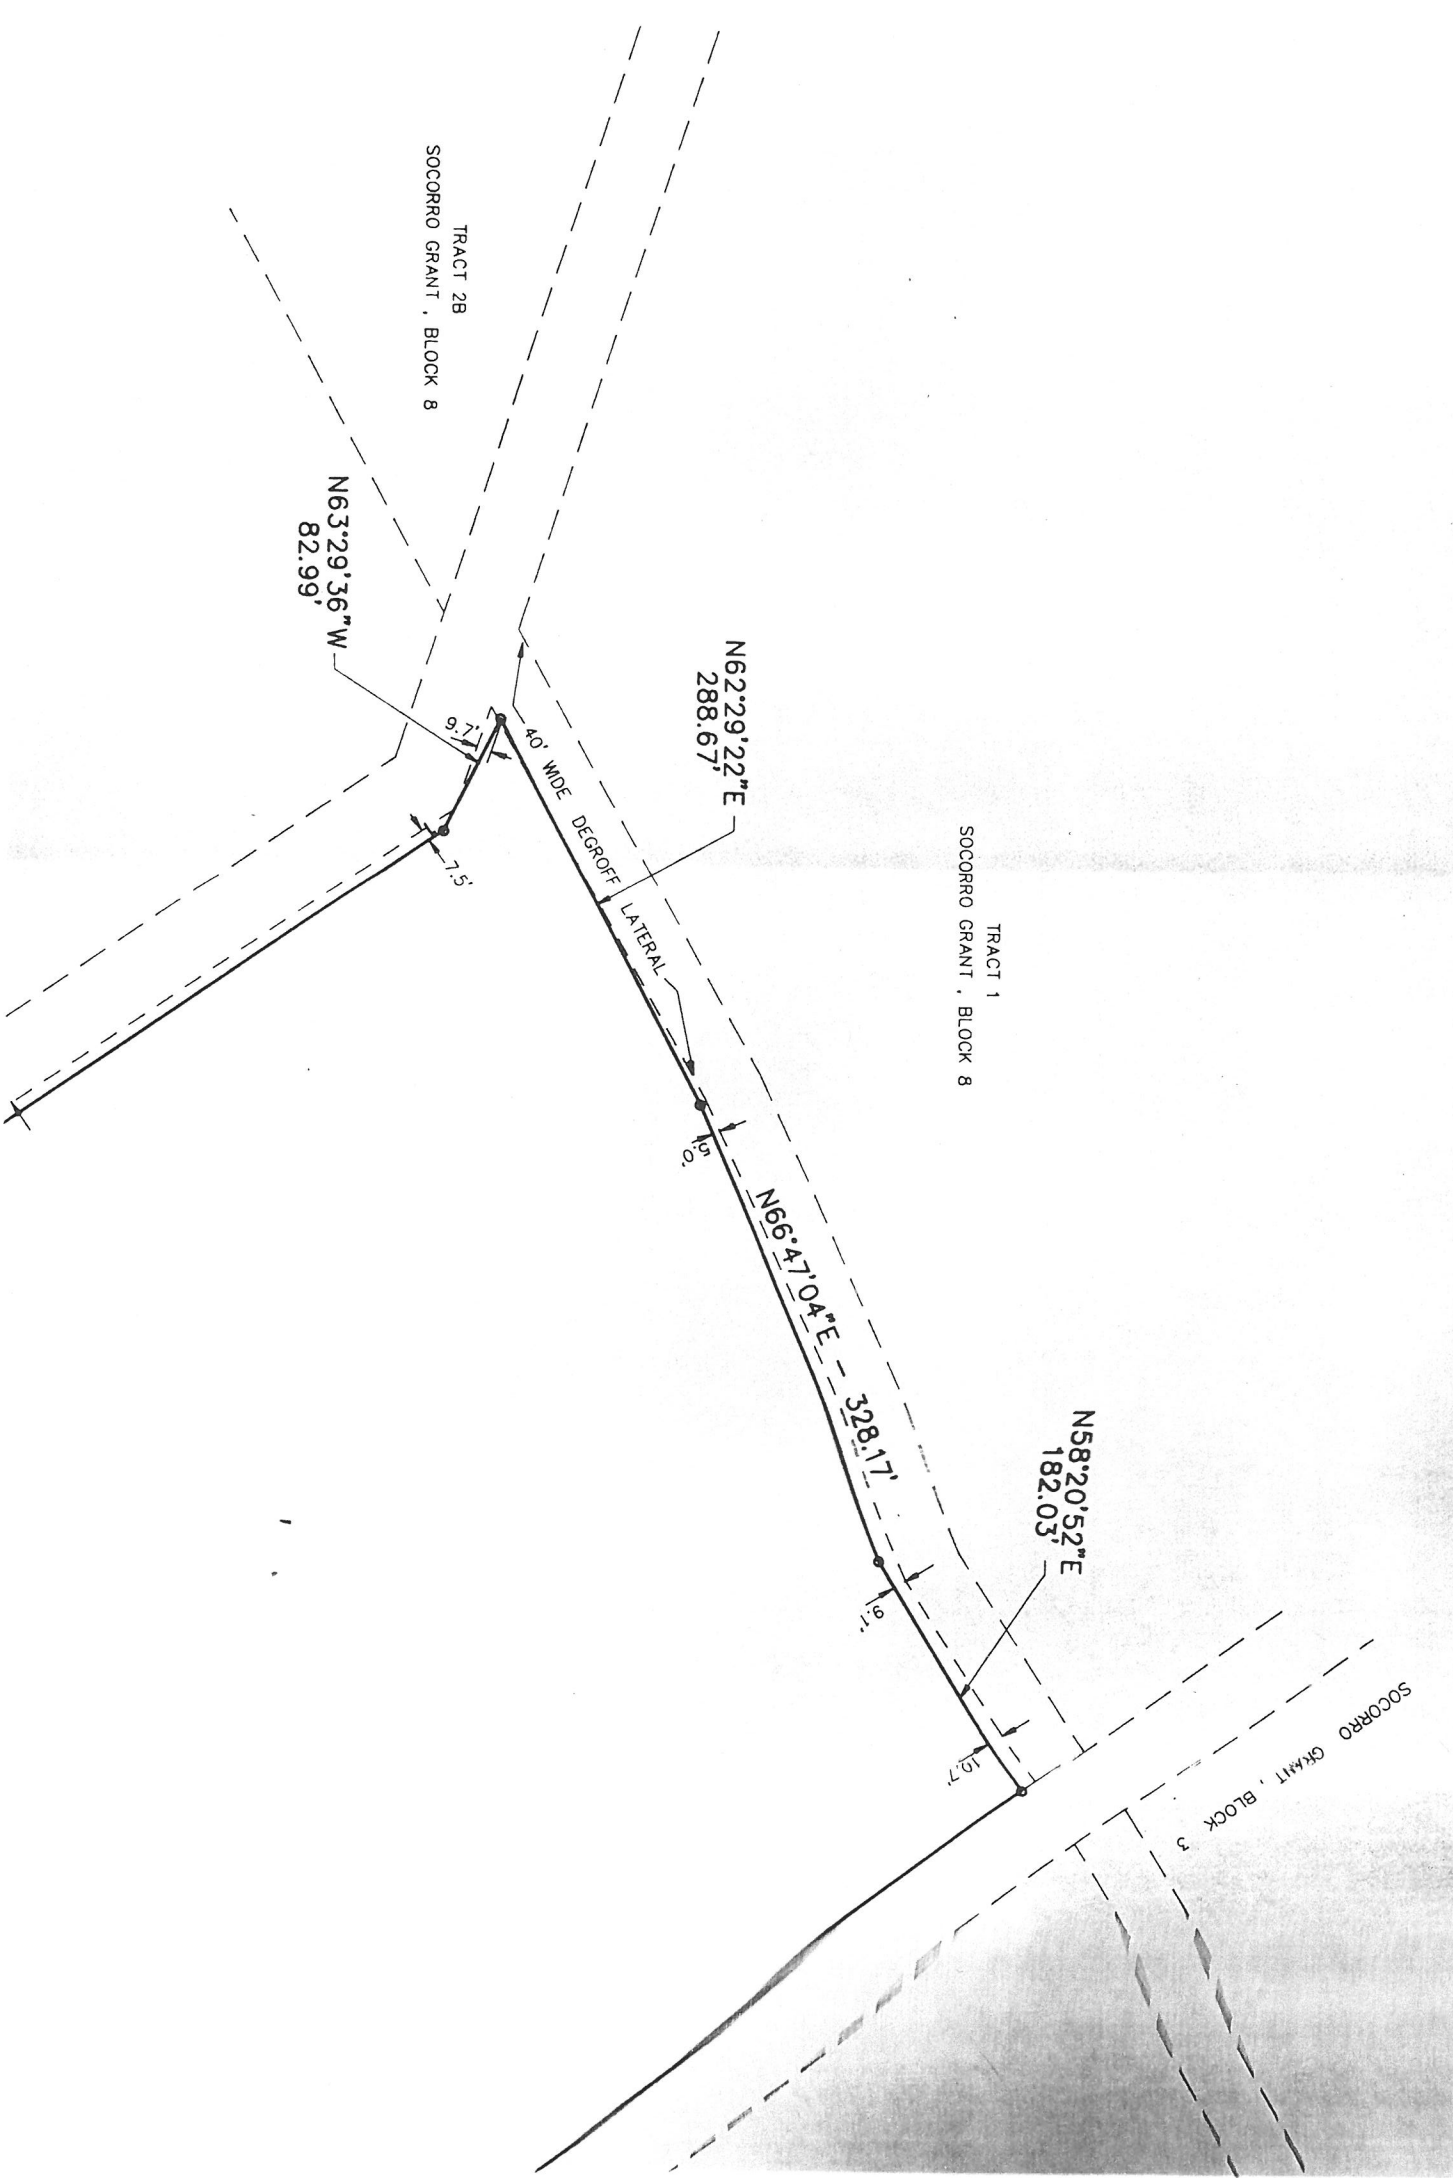 TRACT 1
SOCORRO GRANT , BLOCK 8
TRACT 2B
SOCORRO GRANT , BLOCK 8
SOCORRO GRANT , BLOCK 3
N63°29'36"W
82.99'
N62°29'22"E
288.67'
N66°47'04"E - 328.17'
N58°20'52"E
182.03'
40' WIDE DEGROFF LATERAL
9.7'
7.5'
5.0'
9.1'
10.7'